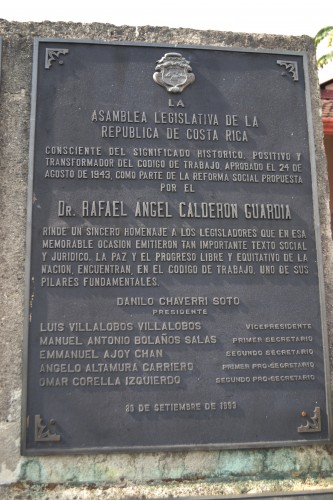 LA
ASAMBLEA LEGISLATIVA DE LA
REPUBLICA DE COSTA RICA
CONSCIENTE DEL SIGNIFICADO HISTORICO, POSITIVO Y
TRANSFORMADOR DEL CODIGO DE TRABAJO, APROBADO EL 24 DE
AGOSTO DE 1943, COMO PARTE DE LA REFORMA SOCIAL PROPUESTA
POR EL
DR. RAFAEL ANGEL CALDERON GUARDIA
RINDE UN SINCERO HOMENAJE A LOS LEGISLADORES QUE EN ESA
MEMORABLE OCASION EMITIERON TAN IMPORTANTE TEXTO SOCIAL
Y JURIDICO, LA PAZ Y EL PROGRESO LIBRE Y EQUITATIVO DE LA
NACION, ENCUENTRAN, EN EL CODIGO DE TRABAJO, UNO DE SUS
PILARES FUNDAMENTALES.
DANILO CHAVERRI SOTO
PRESIDENTE
LUIS VILLALOBOS VILLALOBOS VICEPRESIDENTE
MANUEL ANTONIO BOLAÑOS SALAS PRIMER SECRETARIO
EMMANUEL AJOY CHAN SEGUNDO SECRETARIO
ANGELO ALTAMURA CARRIERO PRIMER PRO-SECRETARIO
OMAR CORELLA IZQUIERDO SEGUNDO PRO-SECRETARIO
DE SETIEMBRE DE 1993